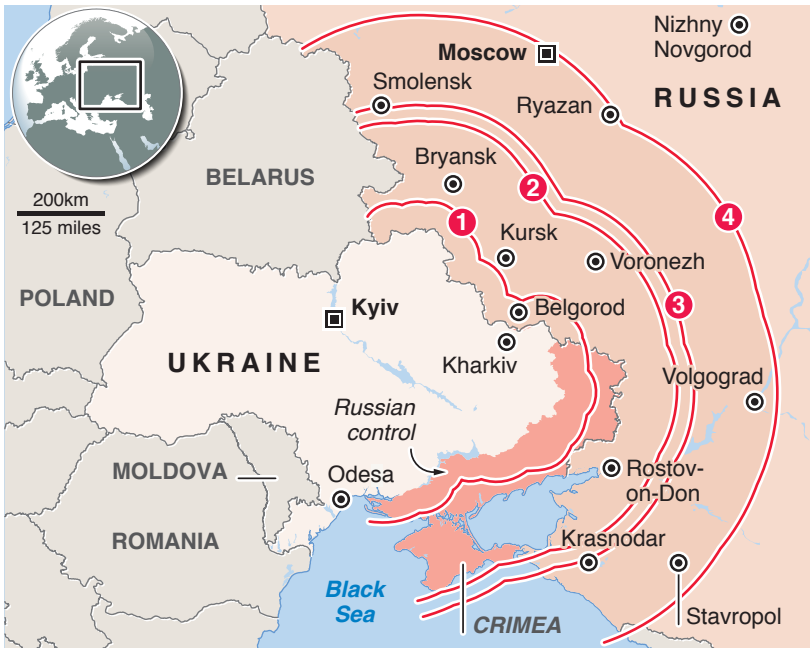 Nizhny
Novgorod
Moscow
Smolensk
Ryazan
RUSSIA
BELARUS
Bryansk
200km
125 miles
2
1
4
Kursk
Voronezh
POLAND
Kyiv
Belgorod
3
UKRAINE
Kharkiv
Volgograd
Russian
control
MOLDOVA
Odesa
Rostov-
on-Don
ROMANIA
Krasnodar
Black
Sea
CRIMEA
Stavropol